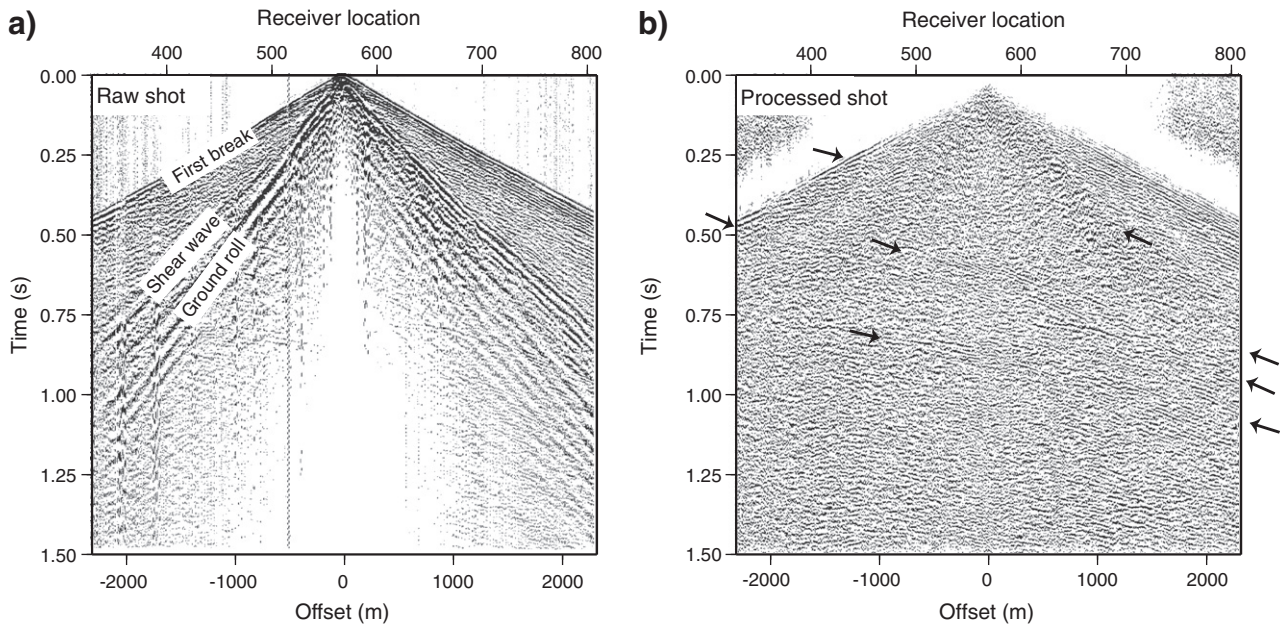 a)
Receiver location
400 500 600 700 800
0.00
0.25
0.50
0.75
1.00
1.25
1.50
Time (s)
Raw shot
First break
Shear wave
Ground roll
-2000 -1000 0 1000 2000
Offset (m)
b)
Receiver location
400 500 600 700 800
0.00
0.25
0.50
0.75
1.00
1.25
1.50
Time (s)
Processed shot
-2000 -1000 0 1000 2000
Offset (m)